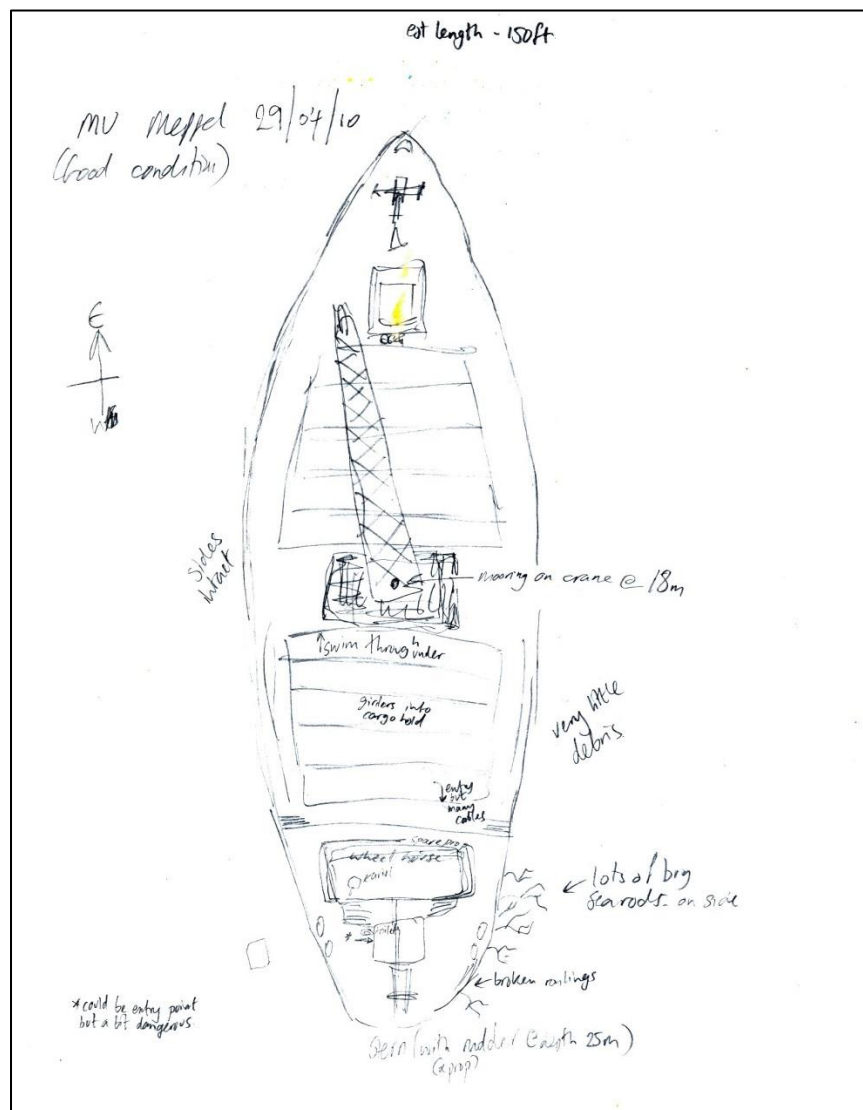 est length - 150ft
MV Meppel 29/04/10
(Good condition)
E
W
Sides
intact
mooring on crane @ 18m
↑swim through
under
girders into
cargo hold
very little
debris
entry
but
many
cables
spare prop
wheel house
← lots of big
searods - on side
← broken railings
*could be entry point
but a bit dangerous
Stern (with rudder @ depth 25m)
(x prop)